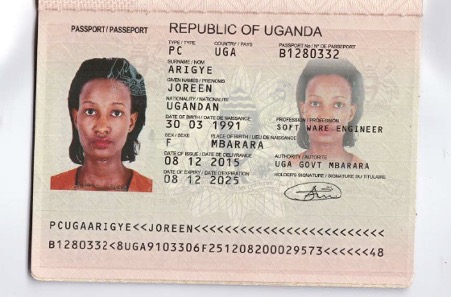 PASSPORT/PASSEPORT
REPUBLIC OF UGANDA
TYPE/TYPE COUNTRY/PAYS PASSPORT No/N° DE PASSEPORT
PC UGA B1280332
SURNAME/NOM
ARIGYE
GIVEN NAMES/PRENOMS
JOREEN
NATIONALITY/NATIONALITE
UGANDAN
DATE OF BIRTH/DATE DE NAISSANCE PROFESSION/PROFESSION
30 03 1991 SOFT WARE ENGINEER
SEX/SEXE PLACE OF BIRTH/LIEU DE NAISSANCE
F MBARARA
DATE OF ISSUE/DATE DE DELIVRANCE AUTHORITY/AUTORITE
08 12 2015 UGA GOVT MBARARA
DATE OF EXPIRY/DATE D'EXPIRATION HOLDER'S SIGNATURE/SIGNATURE DU TITULAIRE
08 12 2025
PCUGAARIGYE<<JOREEN<<<<<<<<<<<<<<<<<<<<<<<<<
B1280332<8UGA9103306F251208200029573<<<<<<48